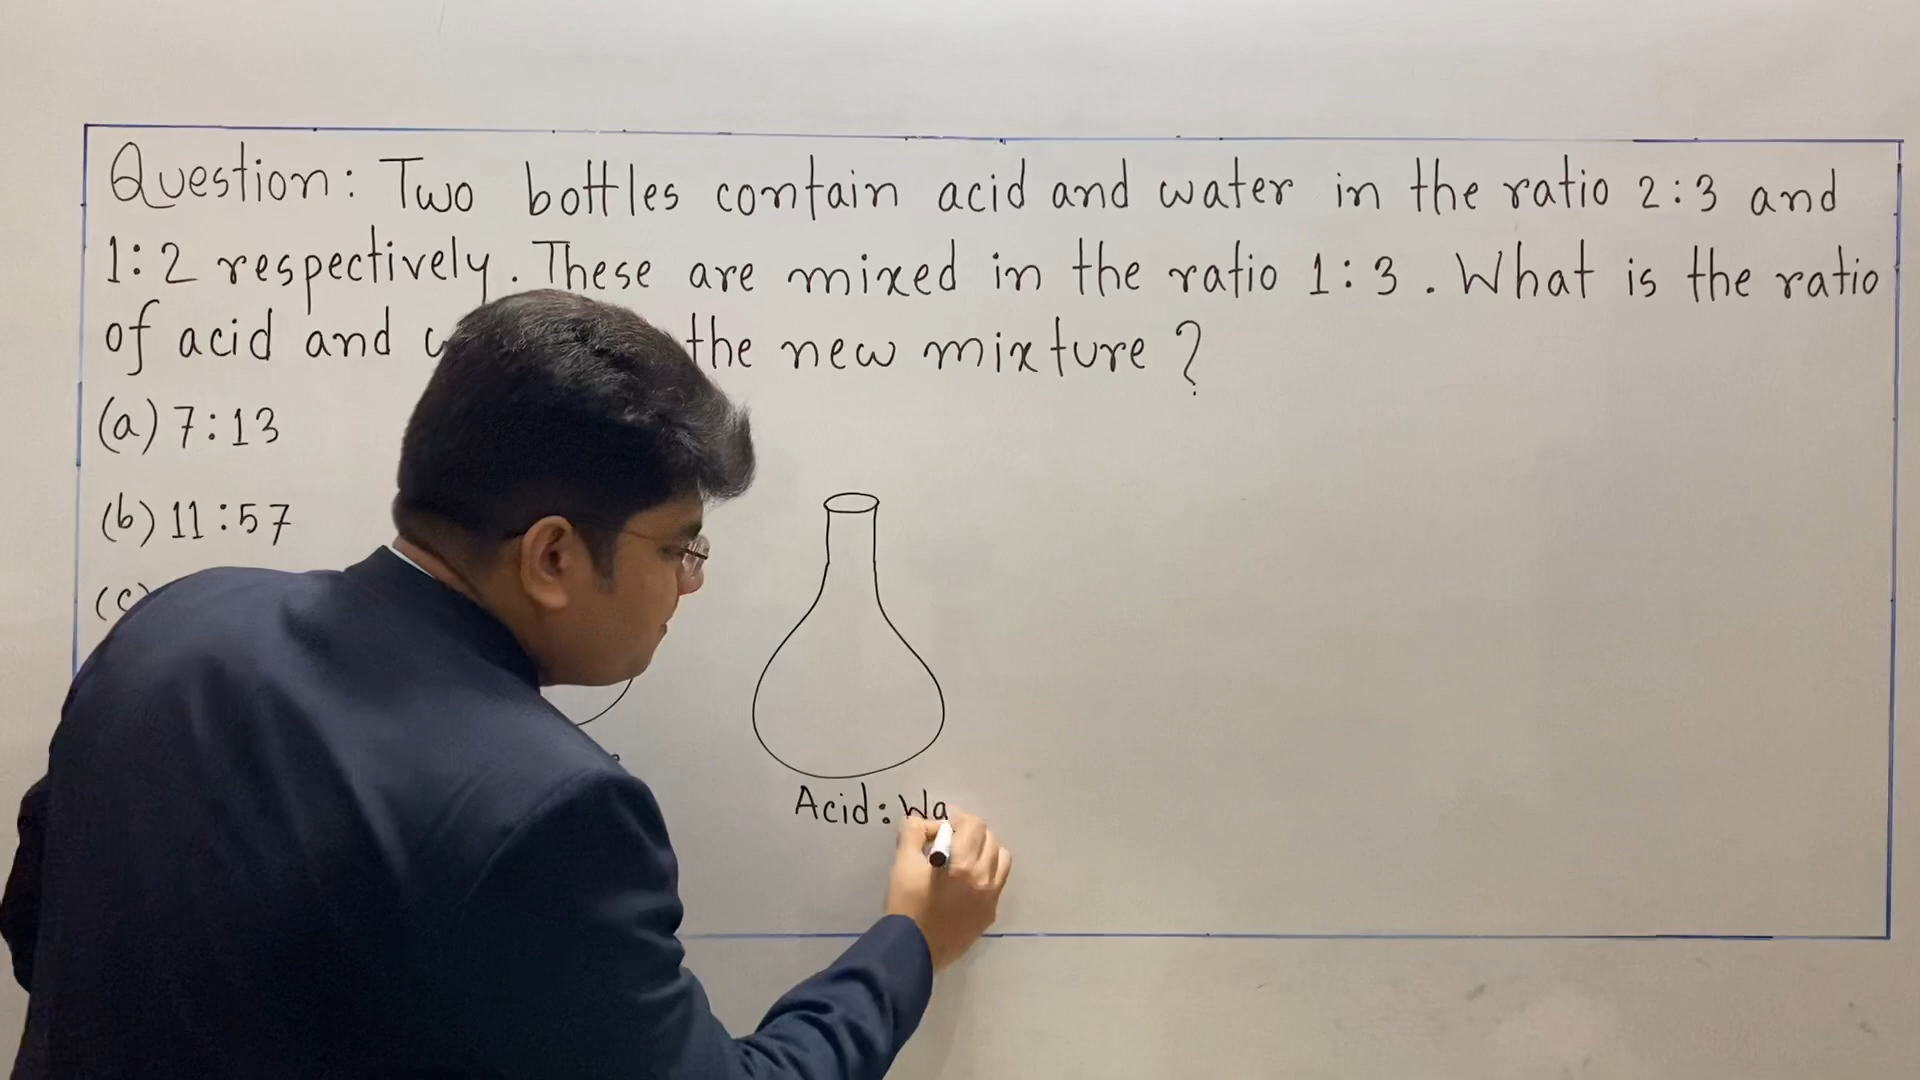 Question: Two bottles contain acid and water in the ratio 2:3 and
1:2 respectively. These are mixed in the ratio 1:3. What is the ratio
of acid and the new mixture?
(a) 7:13
(b) 11:57
(c)
Acid: Wa